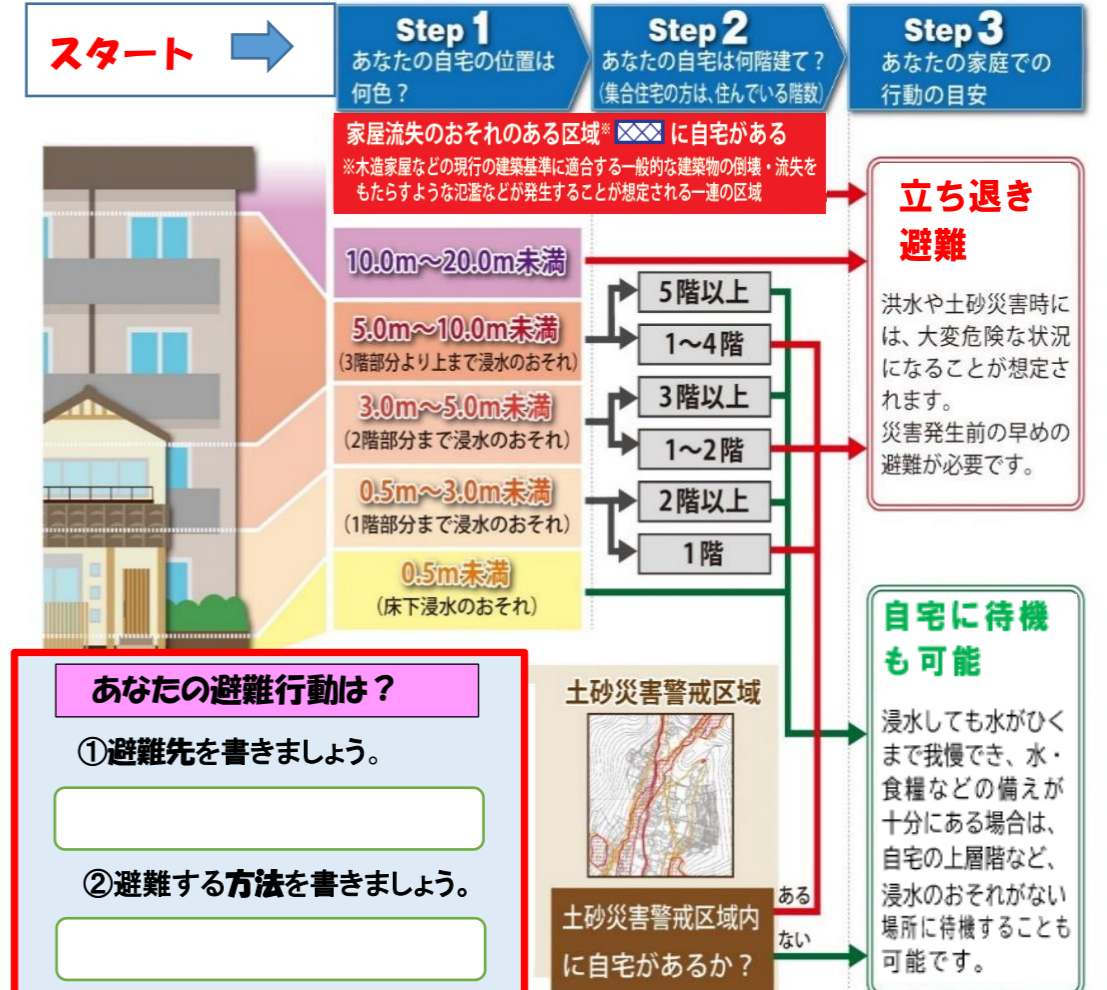 スタート
Step 1
あなたの自宅の位置は
何色？
Step 2
あなたの自宅は何階建て？
(集合住宅の方は、住んでいる階数)
Step 3
あなたの家庭での
行動の目安
家屋流失のおそれのある区域※ に自宅がある
※木造家屋などの現行の建築基準に適合する一般的な建築物の倒壊・流失を
もたらすような氾濫などが発生することが想定される一連の区域
10.0m～20.0m未満
5.0m～10.0m未満
(3階部分より上まで浸水のおそれ)
3.0m～5.0m未満
(2階部分まで浸水のおそれ)
0.5m～3.0m未満
(1階部分まで浸水のおそれ)
0.5m未満
(床下浸水のおそれ)
5階以上
1～4階
3階以上
1～2階
2階以上
1階
立ち退き
避難
洪水や土砂災害時に
は、大変危険な状況
になることが想定さ
れます。
災害発生前の早めの
避難が必要です。
自宅に待機
も可能
浸水しても水がひく
まで我慢でき、水・
食糧などの備えが
十分にある場合は、
自宅の上層階など、
浸水のおそれがない
場所に待機することも
可能です。
土砂災害警戒区域
土砂災害警戒区域内
に自宅があるか？
ある
ない
あなたの避難行動は？
①避難先を書きましょう。
②避難する方法を書きましょう。